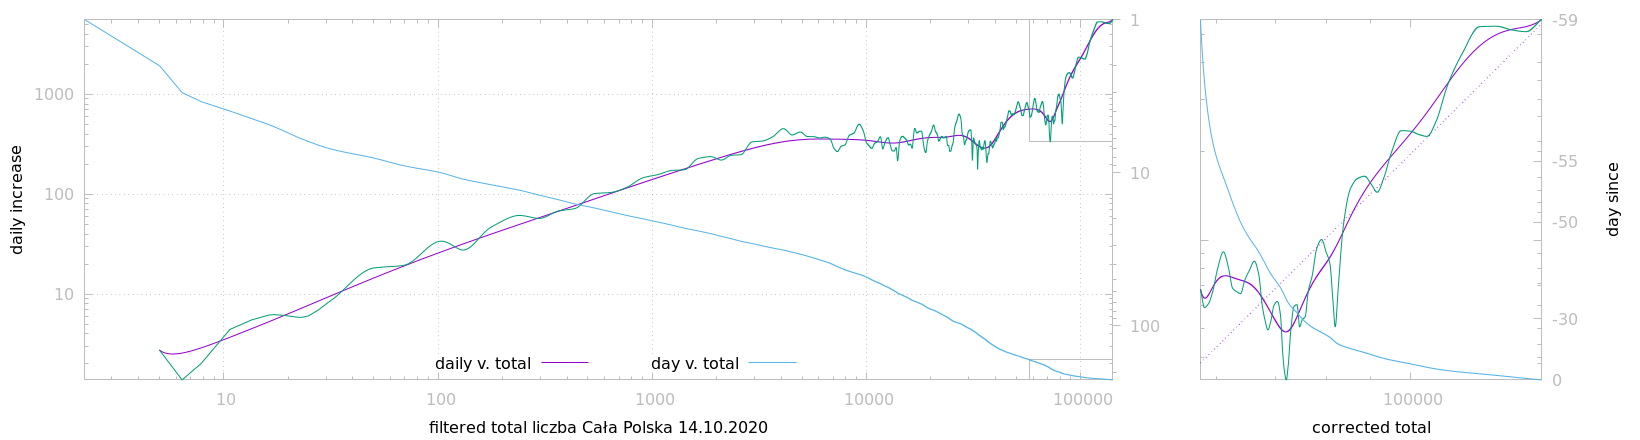 daily increase
1000
100
10
10
100
1000
10000
100000
1
10
100
daily v. total
day v. total
filtered total liczba Cała Polska 14.10.2020
-59
-55
-50
-30
0
day since
100000
corrected total